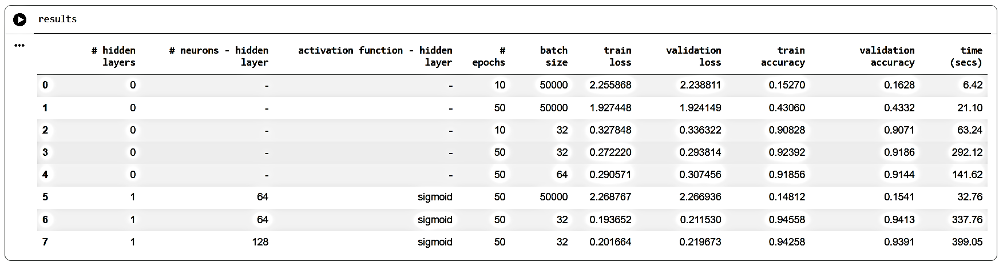 results
# hidden # neurons - hidden activation function - hidden # batch train validation train validation time
layers layer layer epochs size loss loss accuracy accuracy (secs)
0 0 - - 10 50000 2.255868 2.238811 0.15270 0.1628 6.42
1 0 - - 50 50000 1.927448 1.924149 0.43060 0.4332 21.10
2 0 - - 10 32 0.327848 0.336322 0.90828 0.9071 63.24
3 0 - - 50 32 0.272220 0.293814 0.92392 0.9186 292.12
4 0 - - 50 64 0.290571 0.307456 0.91856 0.9144 141.62
5 1 64 sigmoid 50 50000 2.268767 2.266936 0.14812 0.1541 32.76
6 1 64 sigmoid 50 32 0.193652 0.211530 0.94558 0.9413 337.76
7 1 128 sigmoid 50 32 0.201664 0.219673 0.94258 0.9391 399.05